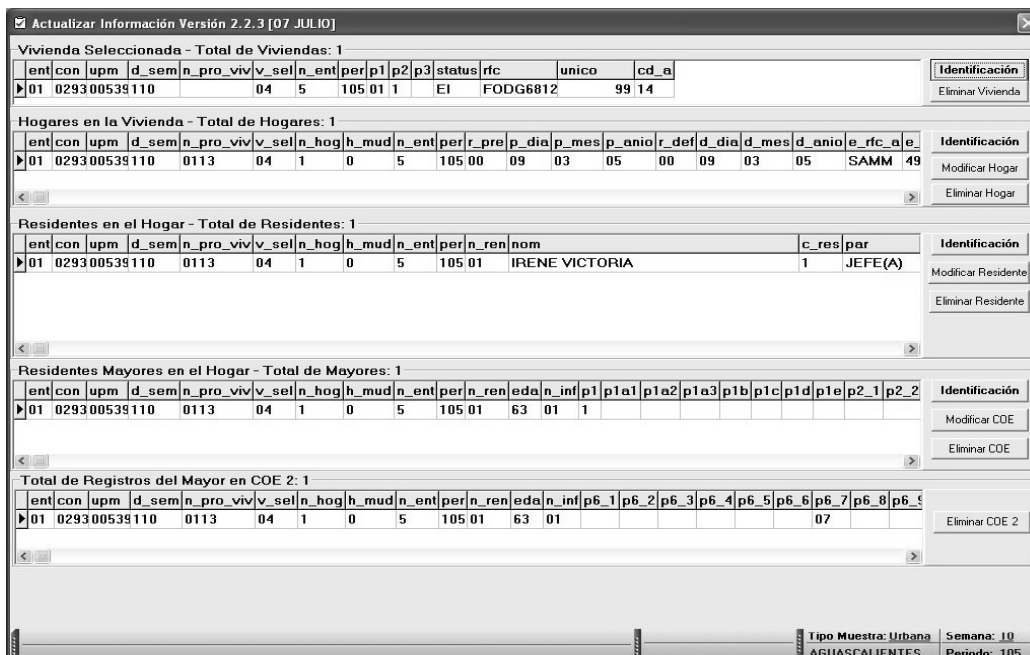 Actualizar Información Versión 2.2.3 [07 JULIO]
Vivienda Seleccionada - Total de Viviendas: 1
ent con upm d_sem n_pro_viv v_sel n_ent per p1 p2 p3 status rfc unico cd_a
01 0293 00539 110 04 5 105 01 1 EI FODG6812 99 14
Identificación
Eliminar Vivienda
Hogares en la Vivienda - Total de Hogares: 1
ent con upm d_sem n_pro_viv v_sel n_hog h_mud n_ent per r_pre p_dia p_mes p_anio r_def d_dia d_mes d_anio e_rfc_a e_
01 0293 00539 110 0113 04 1 0 5 105 00 09 03 05 00 09 03 05 SAMM 49
Identificación
Modificar Hogar
Eliminar Hogar
Residentes en el Hogar - Total de Residentes: 1
ent con upm d_sem n_pro_viv v_sel n_hog h_mud n_ent per n_ren nom c_res par
01 0293 00539 110 0113 04 1 0 5 105 01 IRENE VICTORIA 1 JEFE(A)
Identificación
Modificar Residente
Eliminar Residente
Residentes Mayores en el Hogar - Total de Mayores: 1
ent con upm d_sem n_pro_viv v_sel n_hog h_mud n_ent per n_ren eda n_inf p1 p1a1 p1a2 p1a3 p1b p1c p1d p1e p2_1 p2_2
01 0293 00539 110 0113 04 1 0 5 105 01 63 01 1
Identificación
Modificar COE
Eliminar COE
Total de Registros del Mayor en COE 2: 1
ent con upm d_sem n_pro_viv v_sel n_hog h_mud n_ent per n_ren eda n_inf p6_1 p6_2 p6_3 p6_4 p6_5 p6_6 p6_7 p6_8 p6_9
01 0293 00539 110 0113 04 1 0 5 105 01 63 01 07
Eliminar COE 2
Tipo Muestra: Urbana Semana: 10
AGUASCALIENTES Periodo: 105